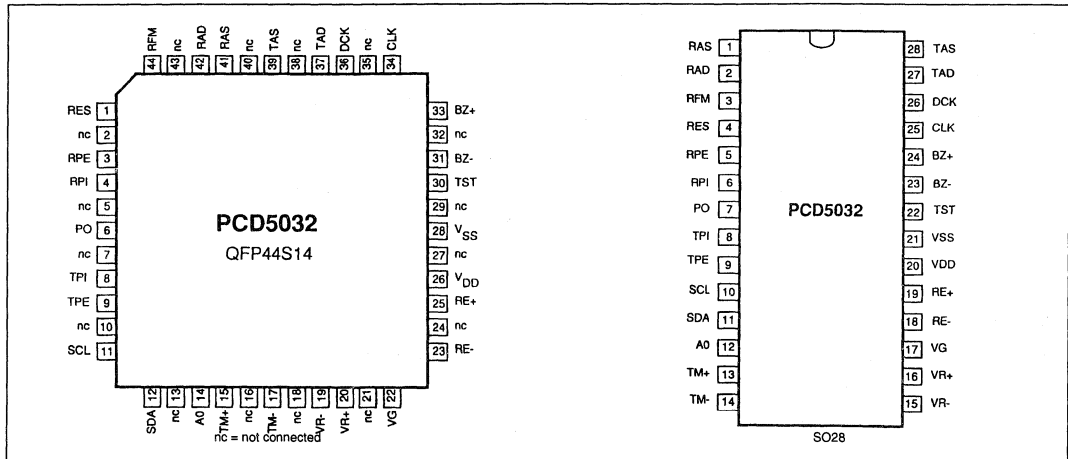 RFM nc RAD RAS nc TAS nc TAD DCK nc CLK
44 43 42 41 40 39 38 37 36 35 34
RES 1
nc 2
RPE 3
RPI 4
nc 5
PO 6
nc 7
TPI 8
TPE 9
nc 10
SCL 11
PCD5032
QFP44S14
33 BZ+
32 nc
31 BZ-
30 TST
29 nc
28 VSS
27 nc
26 VDD
25 RE+
24 nc
23 RE-
12 13 14 15 16 17 18 19 20 21 22
SDA nc A0 TM+ nc TM- nc VR- VR+ nc VG
nc = not connected
RAS 1
RAD 2
RFM 3
RES 4
RPE 5
RPI 6
PO 7
TPI 8
TPE 9
SCL 10
SDA 11
A0 12
TM+ 13
TM- 14
PCD5032
28 TAS
27 TAD
26 DCK
25 CLK
24 BZ+
23 BZ-
22 TST
21 VSS
20 VDD
19 RE+
18 RE-
17 VG
16 VR+
15 VR-
SO28